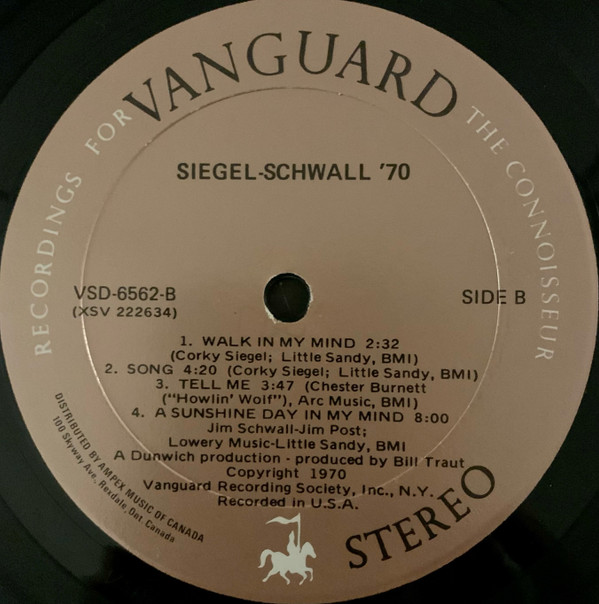 RECORDINGS FOR VANGUARD THE CONNOISSEUR
SIEGEL-SCHWALL '70
VSD-6562-B
(XSV 222634)
SIDE B
1. WALK IN MY MIND 2:32
(Corky Siegel; Little Sandy, BMI)
2. SONG 4:20 (Corky Siegel; Little Sandy, BMI)
3. TELL ME 3:47 (Chester Burnett
("Howlin' Wolf"), Arc Music, BMI)
4. A SUNSHINE DAY IN MY MIND 8:00
Jim Schwall-Jim Post;
Lowery Music-Little Sandy, BMI
A Dunwich production - produced by Bill Traut
Copyright 1970
Vanguard Recording Society, Inc., N.Y.
Recorded in U.S.A.
DISTRIBUTED BY AMPEX MUSIC OF CANADA
100 Skyway Ave., Rexdale, Ont. Canada
STEREO